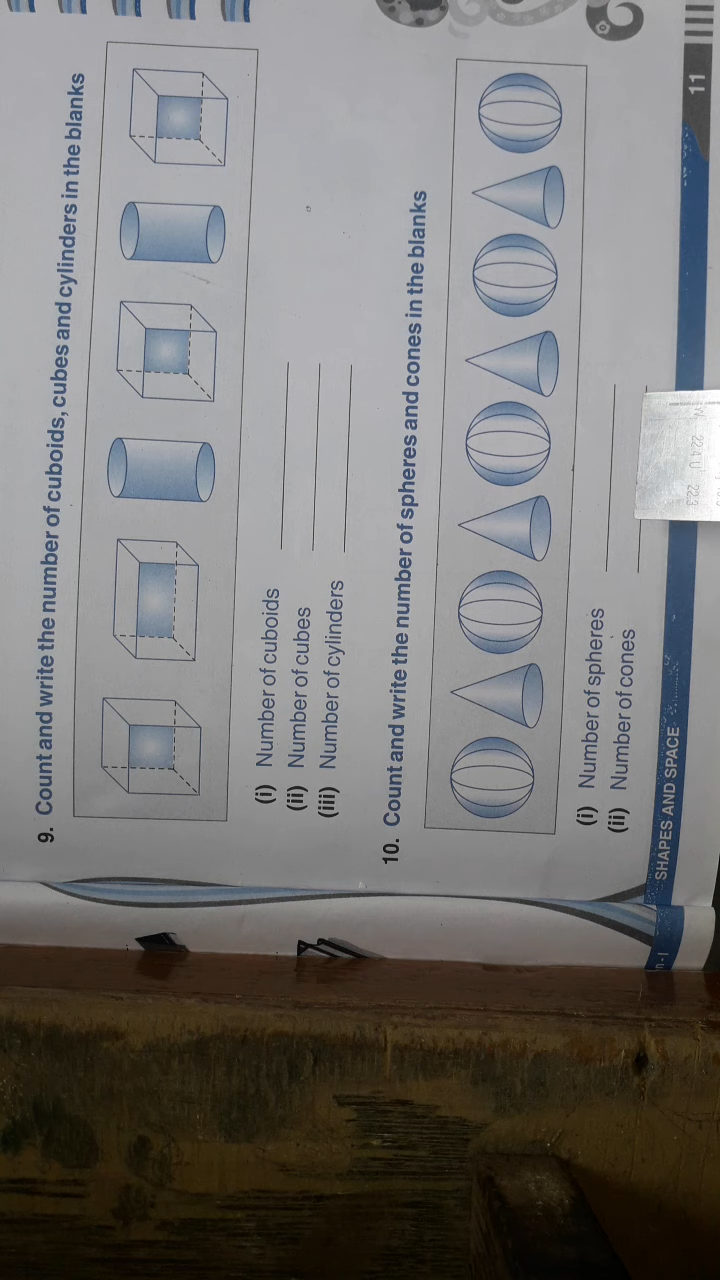 9. Count and write the number of cuboids, cubes and cylinders in the blanks
(i) Number of cuboids
(ii) Number of cubes
(iii) Number of cylinders
10. Count and write the number of spheres and cones in the blanks
(i) Number of spheres
(ii) Number of cones
SHAPES AND SPACE
11